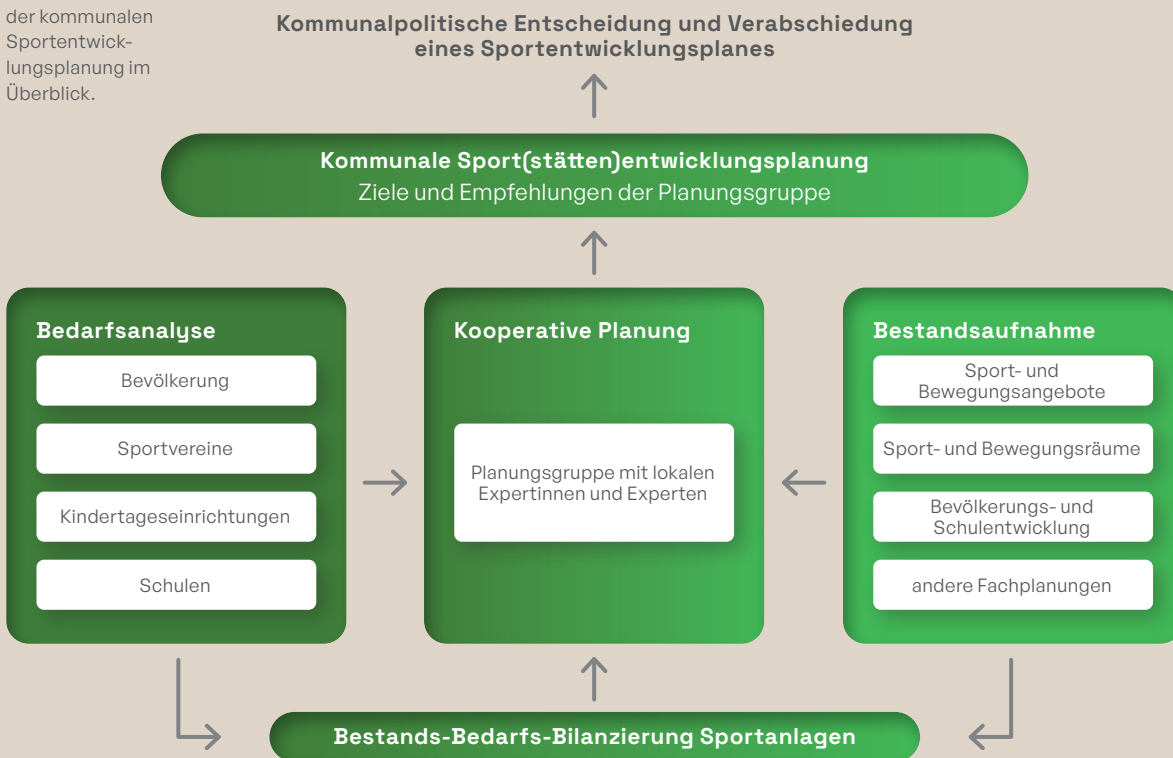 der kommunalen
Sportentwick-
lungsplanung im
Überblick.
Kommunalpolitische Entscheidung und Verabschiedung
eines Sportentwicklungsplanes
Kommunale Sport(stätten)entwicklungsplanung
Ziele und Empfehlungen der Planungsgruppe
Bedarfsanalyse
Bevölkerung
Sportvereine
Kindertageseinrichtungen
Schulen
Kooperative Planung
Planungsgruppe mit lokalen
Expertinnen und Experten
Bestandsaufnahme
Sport- und
Bewegungsangebote
Sport- und Bewegungsräume
Bevölkerungs- und
Schulentwicklung
andere Fachplanungen
Bestands-Bedarfs-Bilanzierung Sportanlagen